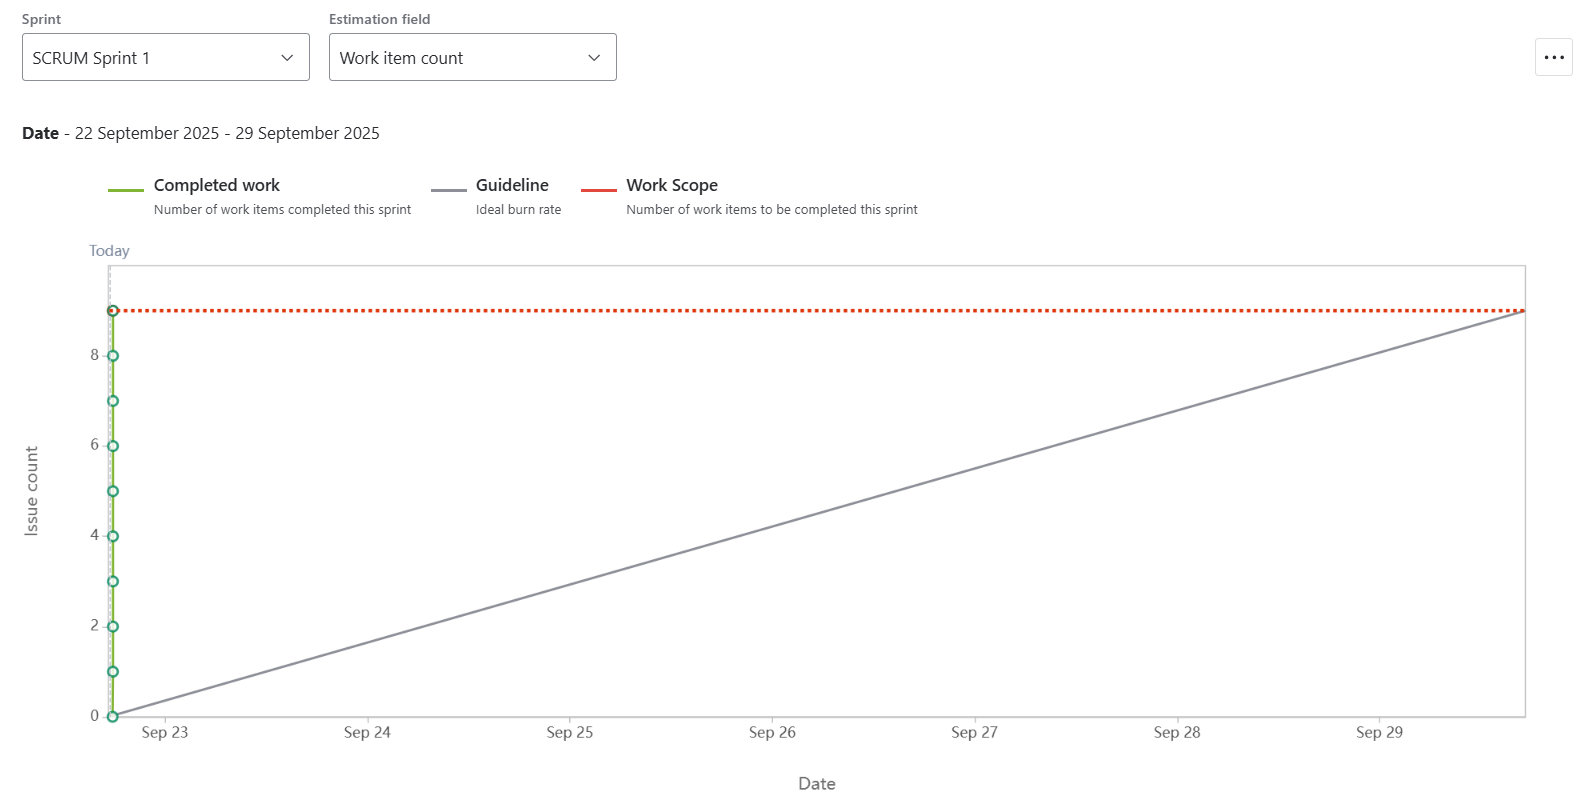 Sprint
Estimation field
SCRUM Sprint 1
Work item count
Date - 22 September 2025 - 29 September 2025
Completed work
Number of work items completed this sprint
Guideline
Ideal burn rate
Work Scope
Number of work items to be completed this sprint
Today
8
6
4
2
0
Issue count
Sep 23
Sep 24
Sep 25
Sep 26
Sep 27
Sep 28
Sep 29
Date